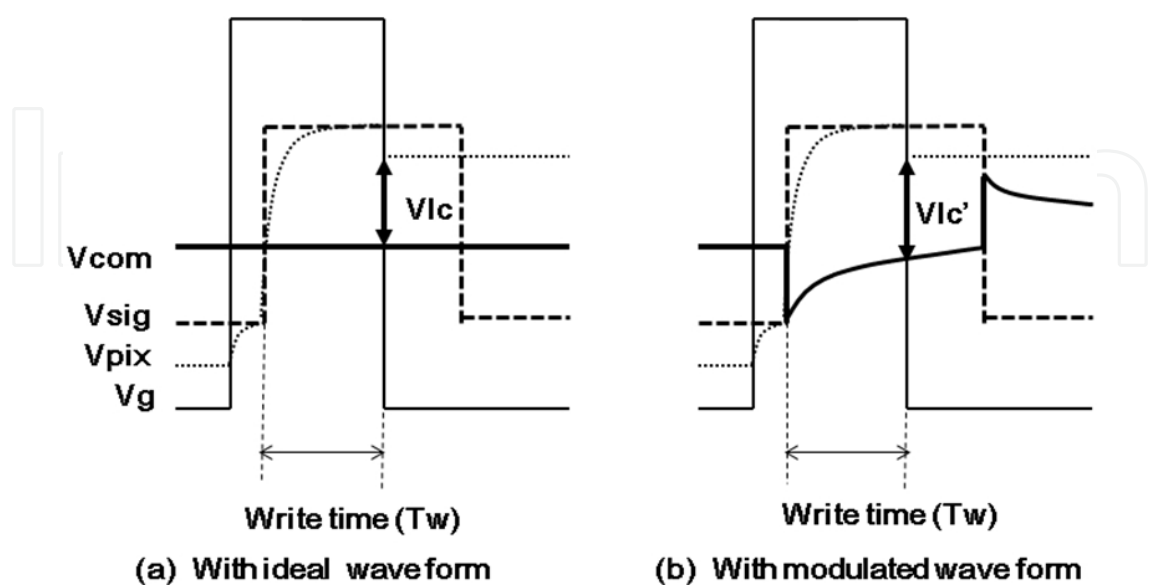 Vlc
Vcom
Vsig
Vpix
Vg
Write time (Tw)
(a) With ideal wave form
Vlc'
Write time (Tw)
(b) With modulated wave form